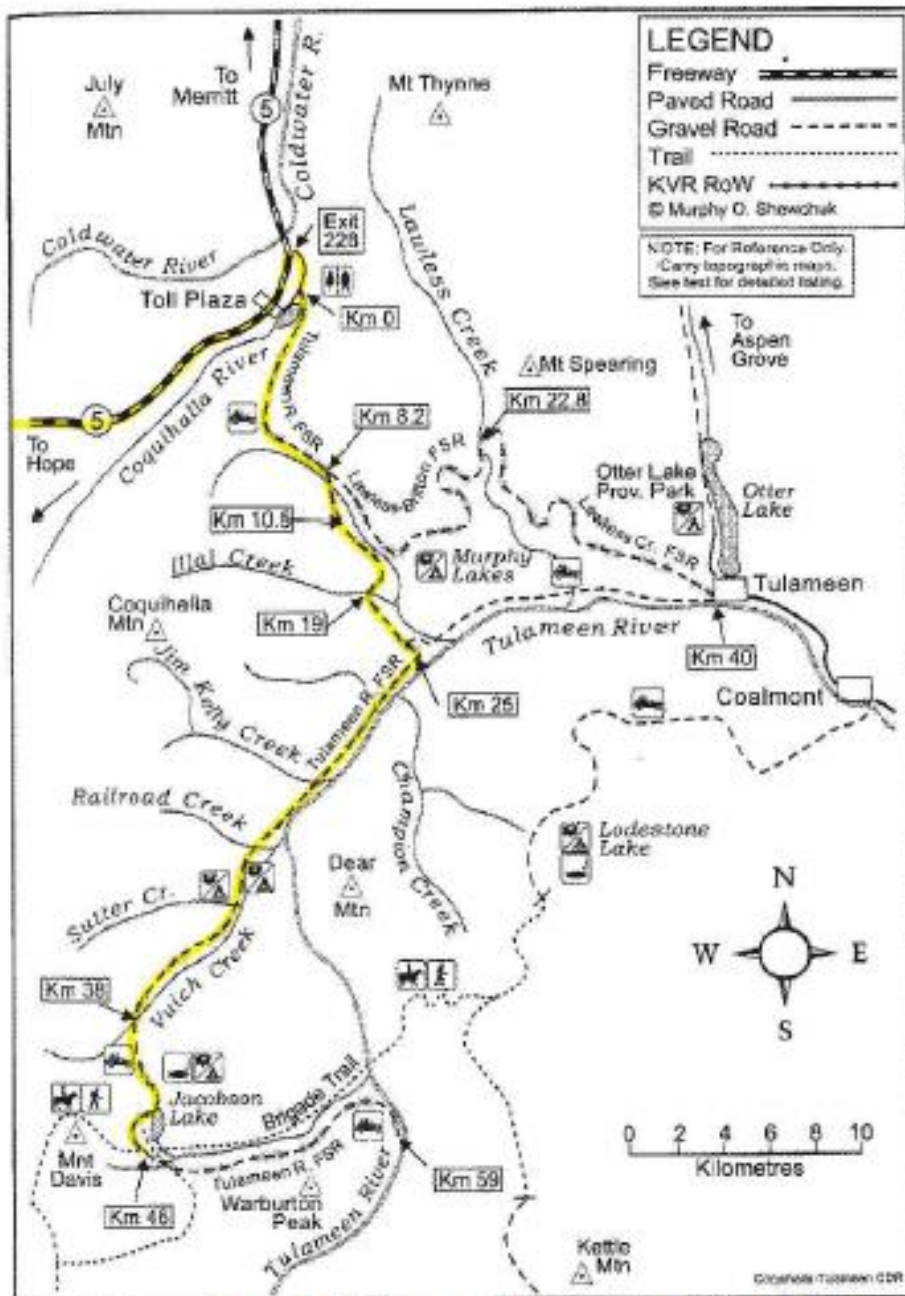 LEGEND
Freeway
Paved Road
Gravel Road
Trail
KVR RoW
© Murphy O. Shewchuk
NOTE: For Reference Only.
Carry topographic maps.
See text for detailed listing.
July
Mtn
To
Merritt
5
Coldwater R.
Mt Thynne
Coldwater River
Exit
228
Toll Plaza
Km 0
Lawless Creek
To
Aspen
Grove
Mt Spearing
Coquihalla River
Tulameen R. FSR
5
To
Hope
Km 8.2
Km 22.8
Lawless-Britton FSR
Otter Lake
Prov. Park
Otter
Lake
Km 10.8
Lawless Cr. FSR
Illal Creek
Murphy
Lakes
Tulameen
Coquihalla
Mtn
Km 19
Tulameen River
Km 40
Jim Kelly Creek
Tulameen R. FSR
Km 25
Coalmont
Railroad Creek
Champion Creek
Lodestone
Lake
Dear
Mtn
Sutter Cr.
N
W
E
S
Km 38
Vuich Creek
Jacobson
Lake
Brigade Trail
Mnt
Davis
Tulameen R. FSR
Km 59
Km 46
Warburton
Peak
Tulameen River
0 2 4 6 8 10
Kilometres
Kettle
Mtn
Coquihalla-Tulameen CDR